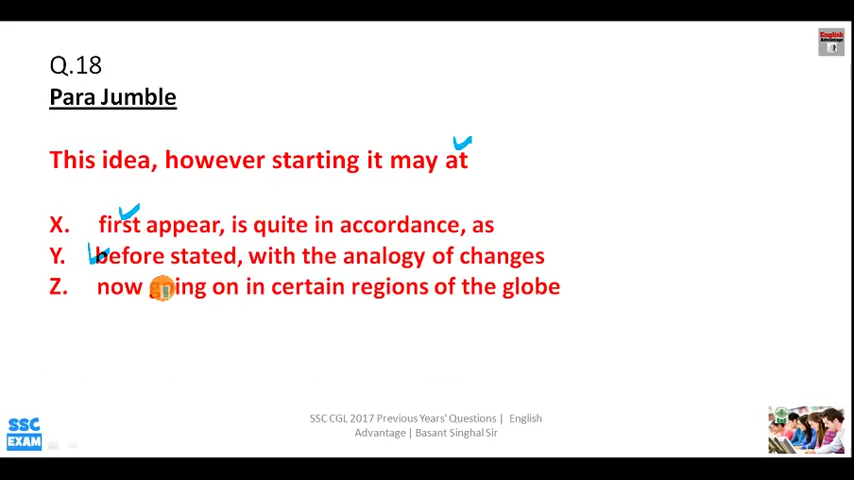 English
Advantage
Q.18
Para Jumble
This idea, however starting it may at
X. first appear, is quite in accordance, as
Y. before stated, with the analogy of changes
Z. now going on in certain regions of the globe
SSC CGL 2017 Previous Years' Questions | English
Advantage | Basant Singhal Sir
SSC
EXAM